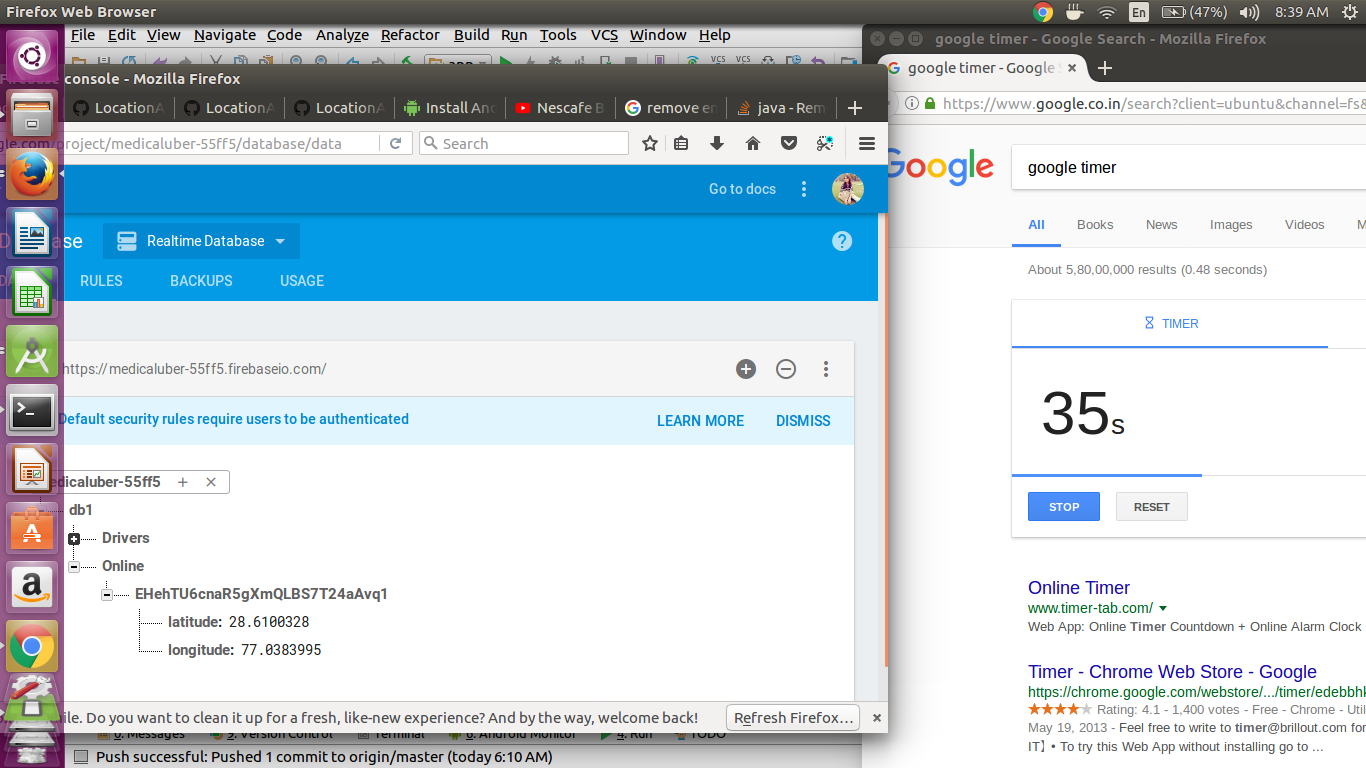 Firefox Web Browser
En (47%) 8:39 AM
File Edit View Navigate Code Analyze Refactor Build Run Tools VCS Window Help
google timer - Google Search - Mozilla Firefox
console - Mozilla Firefox
google timer - Google
LocationA LocationA LocationA Install And Nescafe B remove en java - Rem
https://www.google.co.in/search?client=ubuntu&channel=fs&
gle.com/project/medicaluber-55ff5/database/data
Search
Google
google timer
Go to docs
All Books News Images Videos M
Realtime Database
RULES BACKUPS USAGE
About 5,80,00,000 results (0.48 seconds)
TIMER
https://medicaluber-55ff5.firebaseio.com/
35s
Default security rules require users to be authenticated
LEARN MORE DISMISS
STOP RESET
edicaluber-55ff5
db1
Drivers
Online
EHehTU6cnaR5gXmQLBS7T24aAvq1
latitude: 28.6100328
longitude: 77.0383995
Online Timer
www.timer-tab.com/
Web App: Online Timer Countdown + Online Alarm Clock
Timer - Chrome Web Store - Google
https://chrome.google.com/webstore/.../timer/edebbhk
Rating: 4.1 - 1,400 votes - Free - Chrome - Util
May 19, 2013 - Feel free to write to timer@brillout.com for
IT】• To try this Web App without installing go to ...
ile. Do you want to clean it up for a fresh, like-new experience? And by the way, welcome back!
Refresh Firefox…
0: Messages 9: Version Control Terminal 6: Android Monitor 4: Run TODO
Push successful: Pushed 1 commit to origin/master (today 6:10 AM)